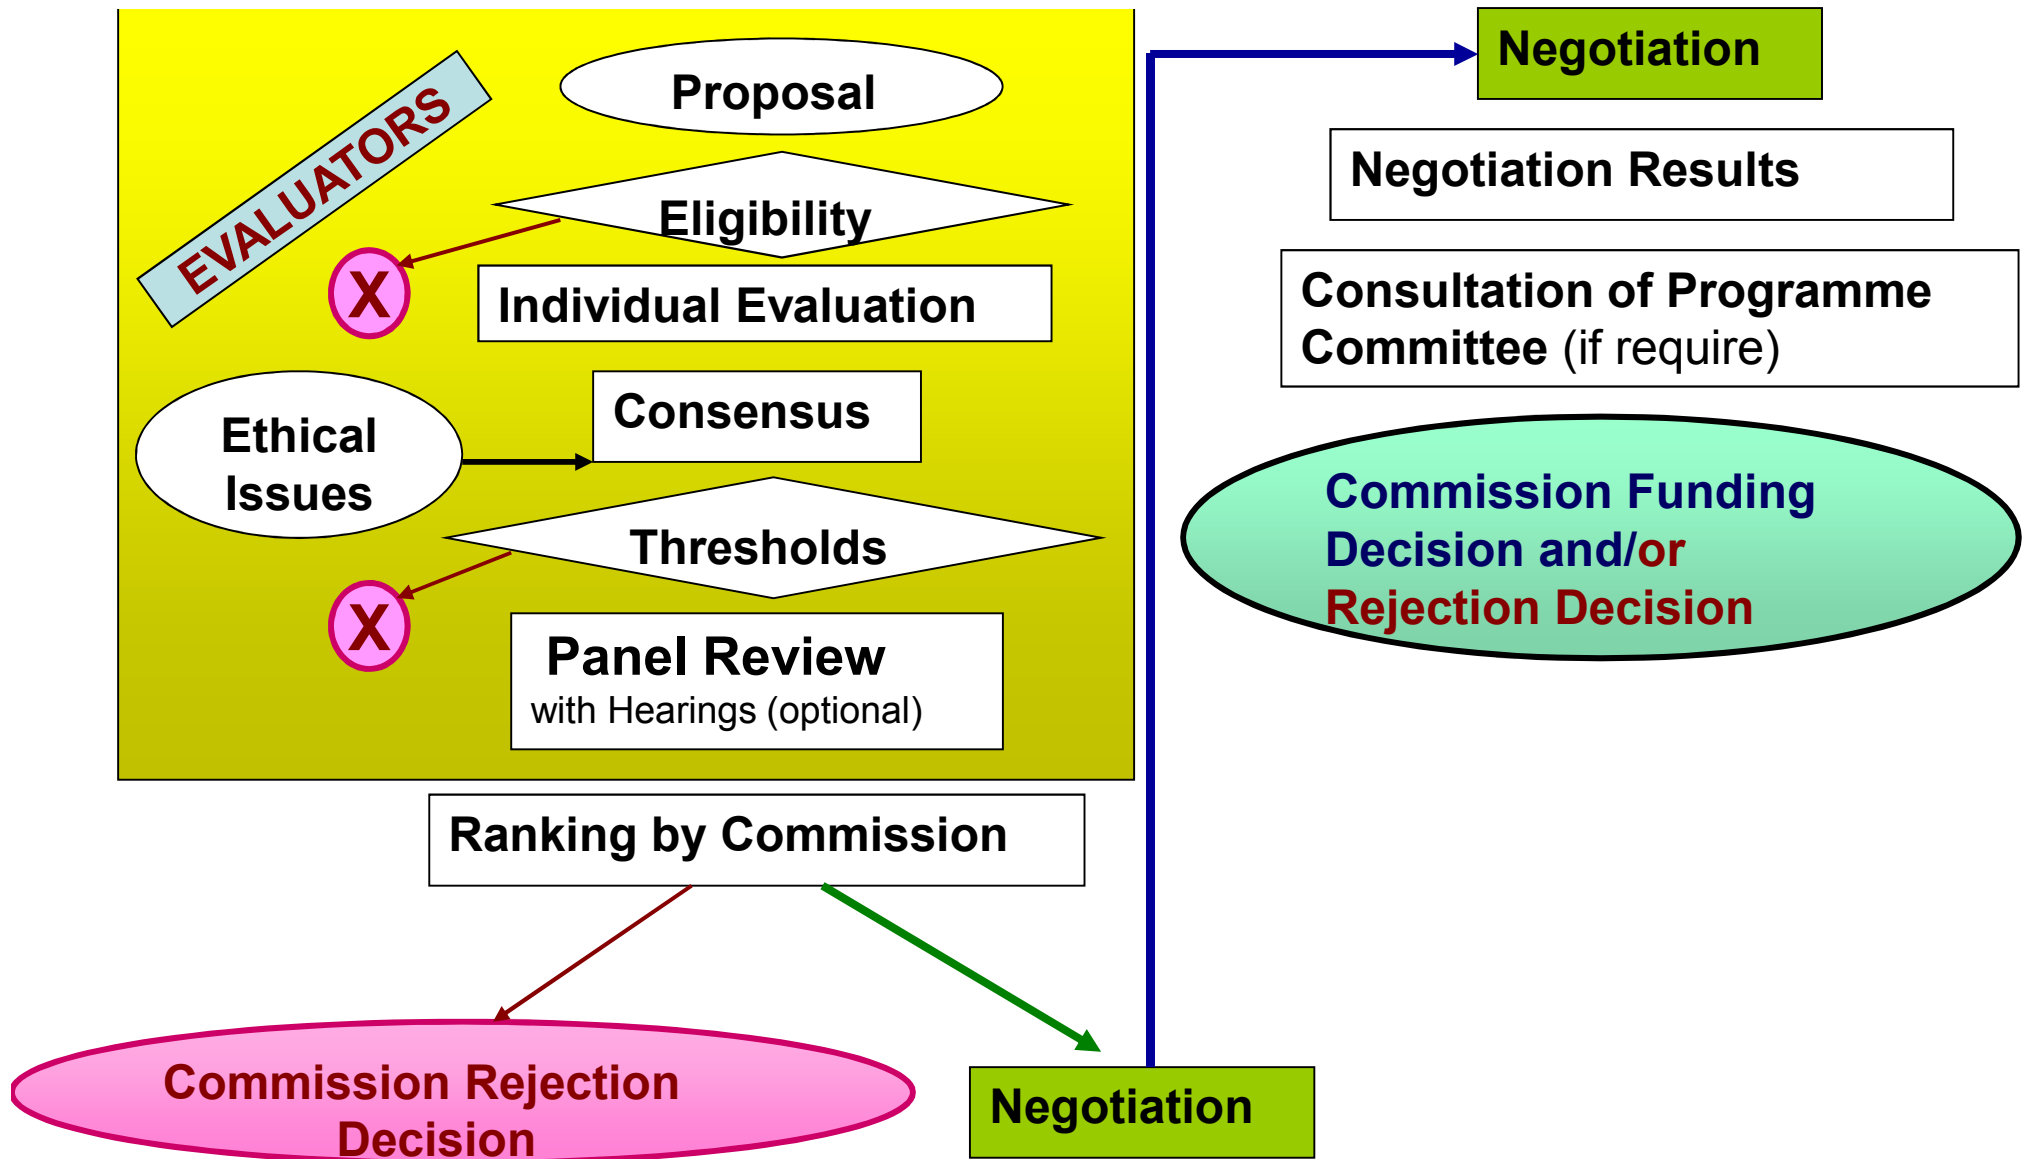 EVALUATORS
Proposal
Eligibility
X
Individual Evaluation
Ethical
Issues
Consensus
Thresholds
X
Panel Review
with Hearings (optional)
Ranking by Commission
Commission Rejection
Decision
Negotiation
Negotiation
Negotiation Results
Consultation of Programme
Committee (if require)
Commission Funding
Decision and/or
Rejection Decision